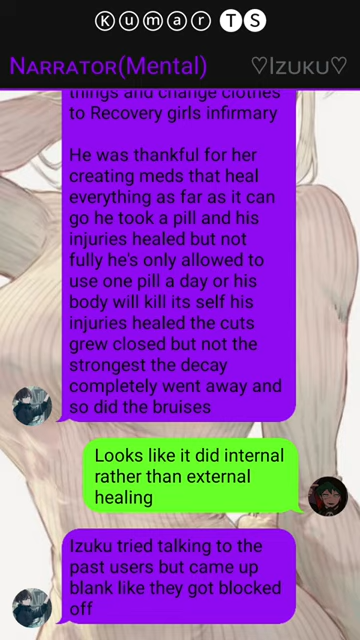 Kumar TS
Narrator(Mental)
♡Izuku♡
things and change clothes
to Recovery girls infirmary
He was thankful for her
creating meds that heal
everything as far as it can
go he took a pill and his
injuries healed but not
fully he's only allowed to
use one pill a day or his
body will kill its self his
injuries healed the cuts
grew closed but not the
strongest the decay
completely went away and
so did the bruises
Looks like it did internal
rather than external
healing
Izuku tried talking to the
past users but came up
blank like they got blocked
off